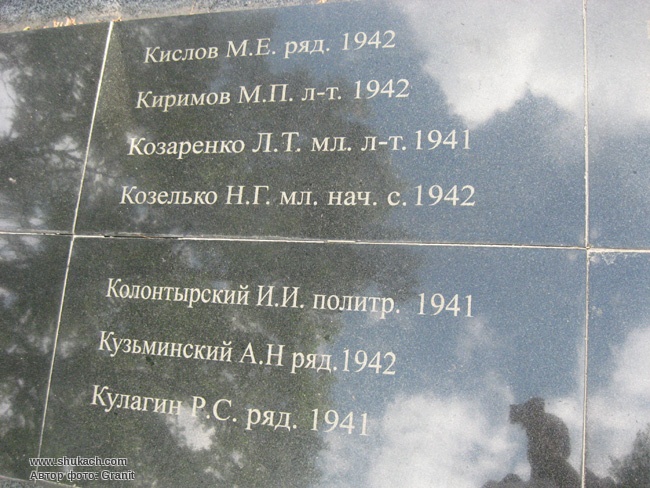 Кислов М.Е. ряд. 1942
Киримов М.П. л-т. 1942
Козаренко Л.Т. мл. л-т. 1941
Козелько Н.Г. мл. нач. с. 1942
Колонтырский И.И. политр. 1941
Кузьминский А.Н ряд. 1942
Кулагин Р.С. ряд. 1941
www.shukach.com
Автор фото: Granit